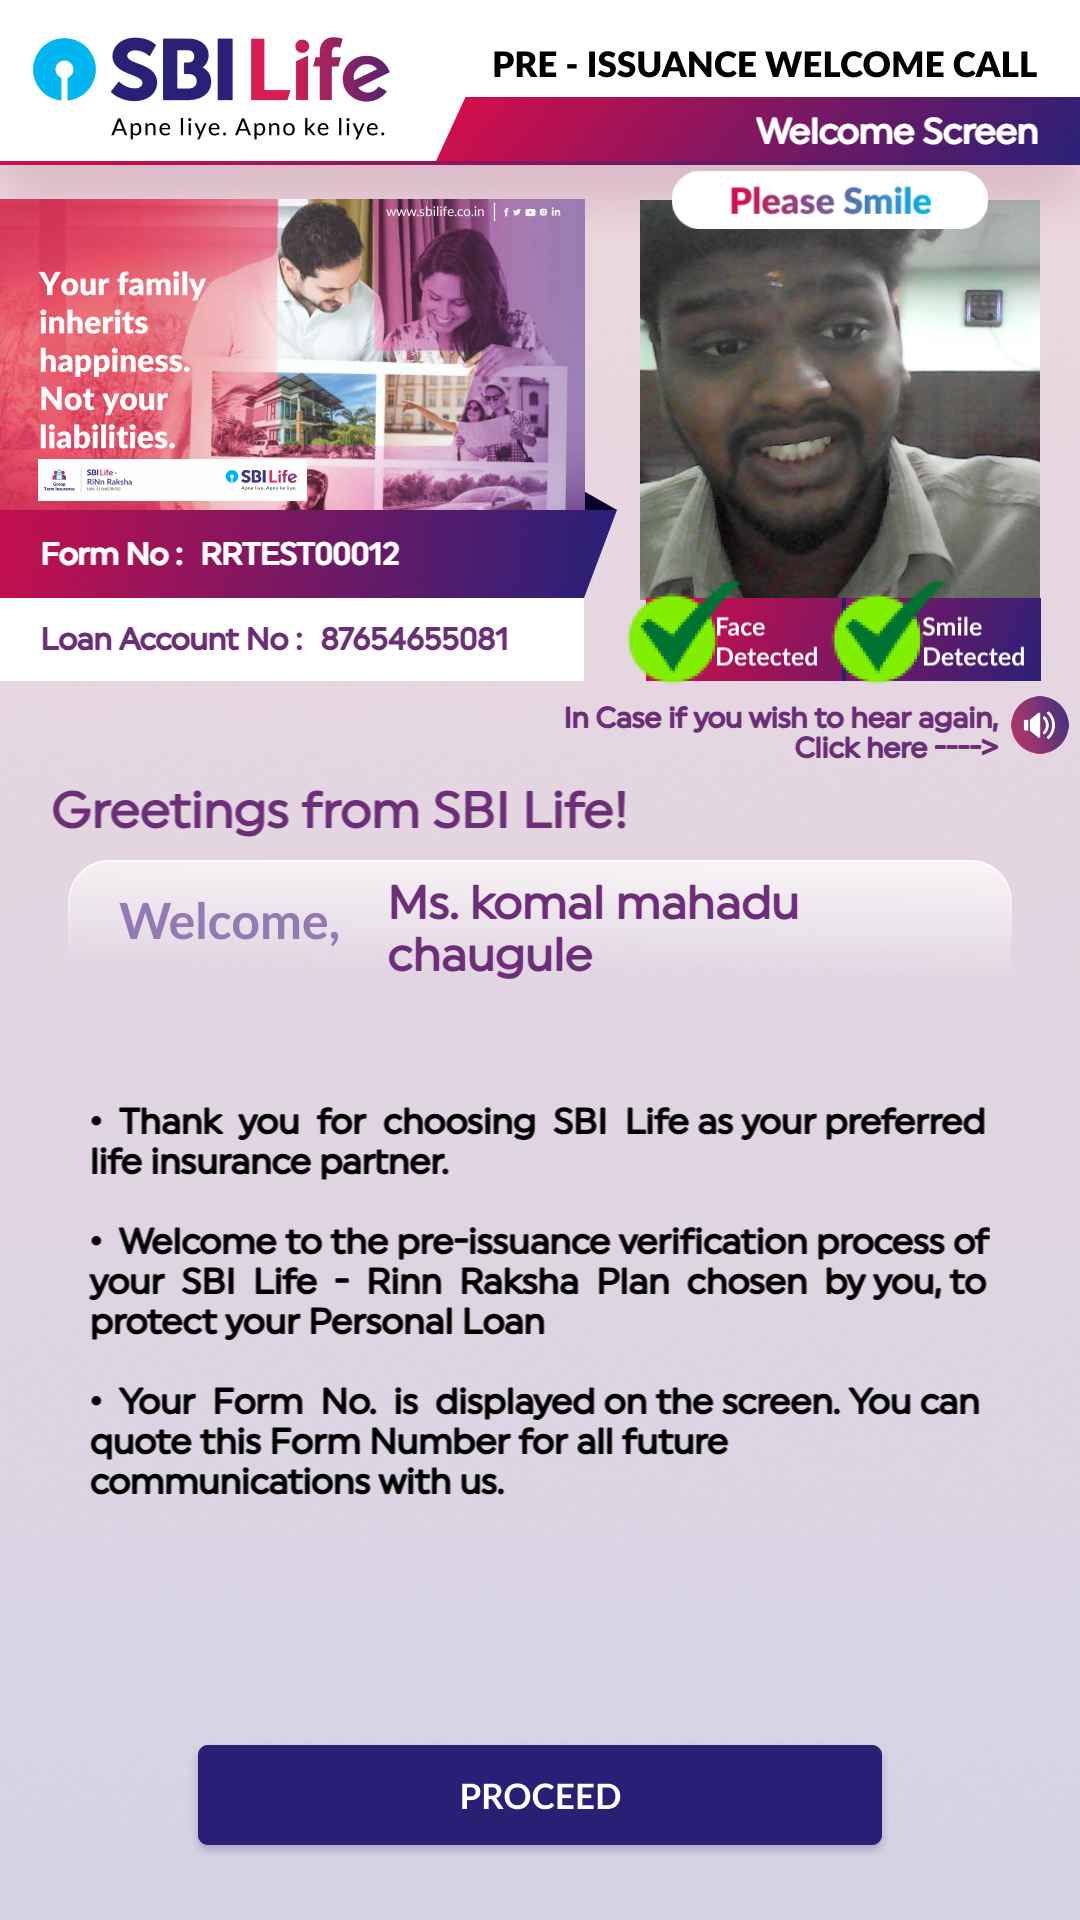 SBI Life
Apne liye. Apno ke liye.
PRE - ISSUANCE WELCOME CALL
Welcome Screen
Please Smile
www.sbilife.co.in
Your family
inherits
happiness.
Not your
liabilities.
Group
Term Insurance
SBI Life -
RiNn Raksha
SBI Life
Apne liye. Apno ke liye.
Form No : RRTEST00012
Loan Account No : 87654655081
Face
Detected
Smile
Detected
In Case if you wish to hear again,
Click here ---->
Greetings from SBI Life!
Welcome, Ms. komal mahadu
chaugule
• Thank you for choosing SBI Life as your preferred
life insurance partner.
• Welcome to the pre-issuance verification process of
your SBI Life - Rinn Raksha Plan chosen by you, to
protect your Personal Loan
• Your Form No. is displayed on the screen. You can
quote this Form Number for all future
communications with us.
PROCEED